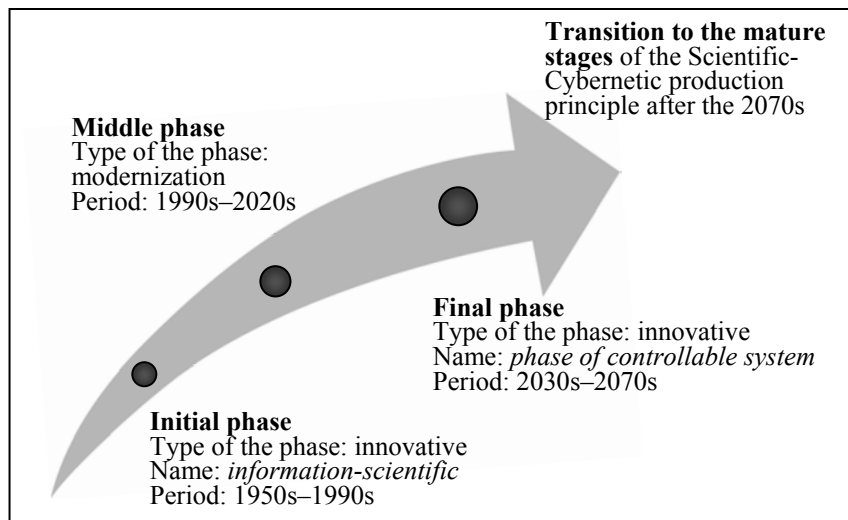 Transition to the mature
stages of the Scientific-
Cybernetic production
principle after the 2070s
Middle phase
Type of the phase:
modernization
Period: 1990s–2020s
Final phase
Type of the phase: innovative
Name: phase of controllable system
Period: 2030s–2070s
Initial phase
Type of the phase: innovative
Name: information-scientific
Period: 1950s–1990s